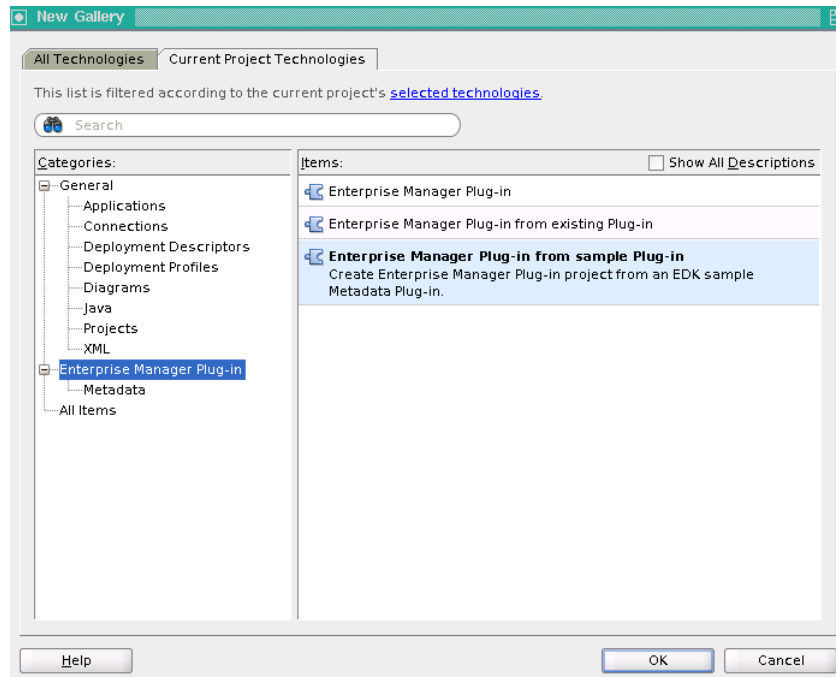 New Gallery
All Technologies
Current Project Technologies
This list is filtered according to the current project's selected technologies.
Search
Categories:
General
Applications
Connections
Deployment Descriptors
Deployment Profiles
Diagrams
Java
Projects
XML
Enterprise Manager Plug-in
Metadata
All Items
Items:
Show All Descriptions
Enterprise Manager Plug-in
Enterprise Manager Plug-in from existing Plug-in
Enterprise Manager Plug-in from sample Plug-in
Create Enterprise Manager Plug-in project from an EDK sample
Metadata Plug-in.
Help
OK
Cancel